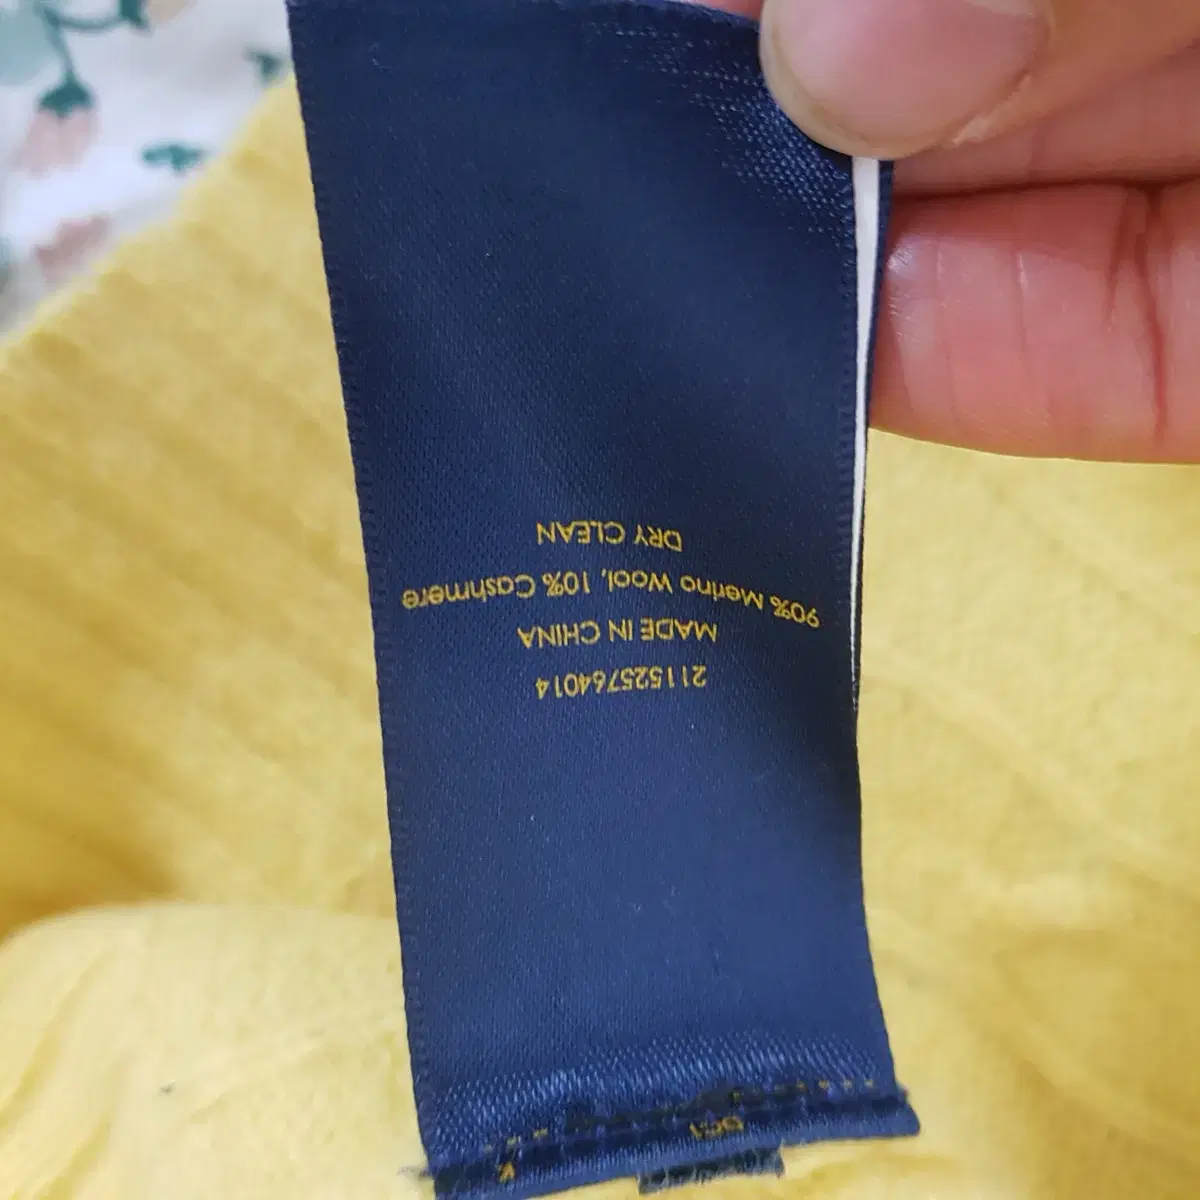 211525764014
MADE IN CHINA
90% Merino Wool, 10% Cashmere
DRY CLEAN